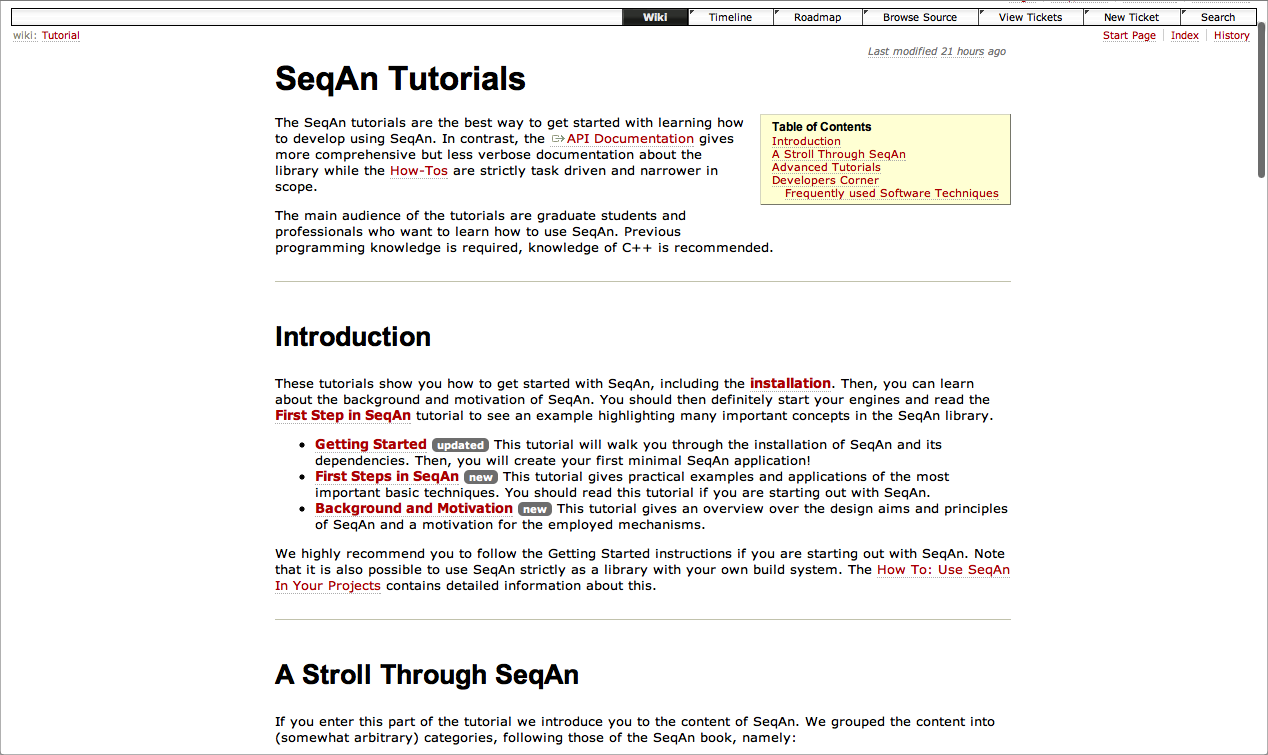 Wiki Timeline Roadmap Browse Source View Tickets New Ticket Search
wiki: Tutorial Start Page Index History
Last modified 21 hours ago
SeqAn Tutorials
The SeqAn tutorials are the best way to get started with learning how
to develop using SeqAn. In contrast, the API Documentation gives
more comprehensive but less verbose documentation about the
library while the How-Tos are strictly task driven and narrower in
scope.
Table of Contents
Introduction
A Stroll Through SeqAn
Advanced Tutorials
Developers Corner
Frequently used Software Techniques
The main audience of the tutorials are graduate students and
professionals who want to learn how to use SeqAn. Previous
programming knowledge is required, knowledge of C++ is recommended.
Introduction
These tutorials show you how to get started with SeqAn, including the installation. Then, you can learn
about the background and motivation of SeqAn. You should then definitely start your engines and read the
First Step in SeqAn tutorial to see an example highlighting many important concepts in the SeqAn library.
• Getting Started updated This tutorial will walk you through the installation of SeqAn and its
dependencies. Then, you will create your first minimal SeqAn application!
• First Steps in SeqAn new This tutorial gives practical examples and applications of the most
important basic techniques. You should read this tutorial if you are starting out with SeqAn.
• Background and Motivation new This tutorial gives an overview over the design aims and principles
of SeqAn and a motivation for the employed mechanisms.
We highly recommend you to follow the Getting Started instructions if you are starting out with SeqAn. Note
that it is also possible to use SeqAn strictly as a library with your own build system. The How To: Use SeqAn
In Your Projects contains detailed information about this.
A Stroll Through SeqAn
If you enter this part of the tutorial we introduce you to the content of SeqAn. We grouped the content into
(somewhat arbitrary) categories, following those of the SeqAn book, namely: